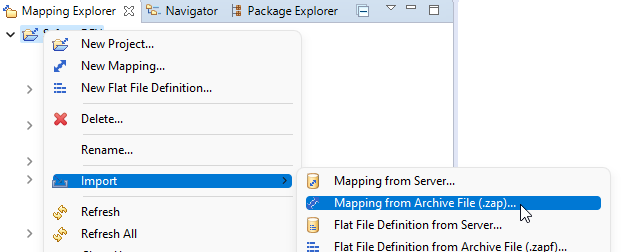 Mapping Explorer Navigator Package Explorer
New Project...
New Mapping...
New Flat File Definition...
Delete...
Rename...
Import
Mapping from Server...
Mapping from Archive File (.zap)...
Flat File Definition from Server...
Flat File Definition from Archive File (.zapf)...
Refresh
Refresh All